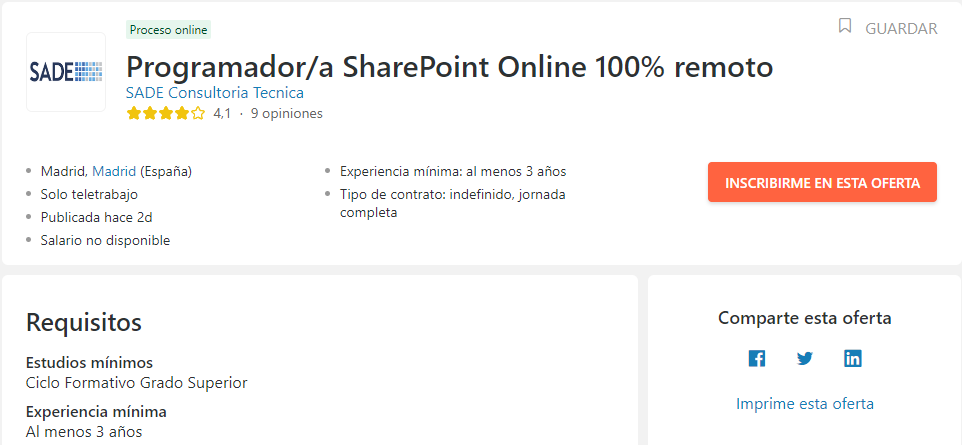 Proceso online
GUARDAR
SADE
Programador/a SharePoint Online 100% remoto
SADE Consultoria Tecnica
4,1 · 9 opiniones
Madrid, Madrid (España)
Solo teletrabajo
Publicada hace 2d
Salario no disponible
Experiencia mínima: al menos 3 años
Tipo de contrato: indefinido, jornada
completa
INSCRIBIRME EN ESTA OFERTA
Requisitos
Estudios mínimos
Ciclo Formativo Grado Superior
Experiencia mínima
Al menos 3 años
Comparte esta oferta
Imprime esta oferta